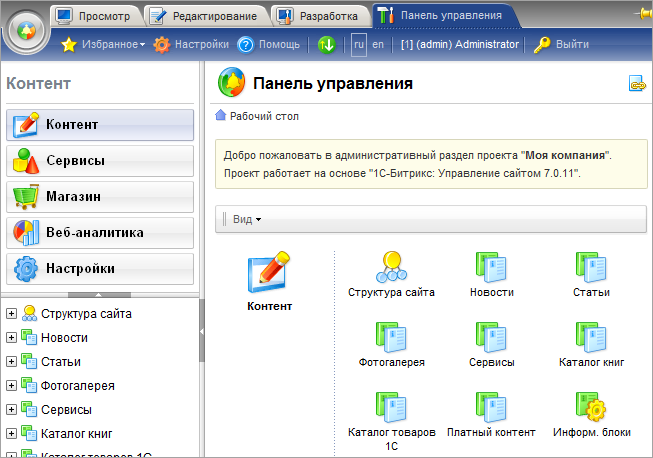 Просмотр Редактирование Разработка Панель управления
Избранное Настройки Помощь ru en [1] (admin) Administrator Выйти
Контент
Контент
Сервисы
Магазин
Веб-аналитика
Настройки
Структура сайта
Новости
Статьи
Фотогалерея
Сервисы
Каталог книг
Каталог товаров 1С
Панель управления
Рабочий стол
Добро пожаловать в административный раздел проекта "Моя компания".
Проект работает на основе "1С-Битрикс: Управление сайтом 7.0.11".
Вид
Контент
Структура сайта Новости Статьи
Фотогалерея Сервисы Каталог книг
Каталог товаров 1С Платный контент Информ. блоки